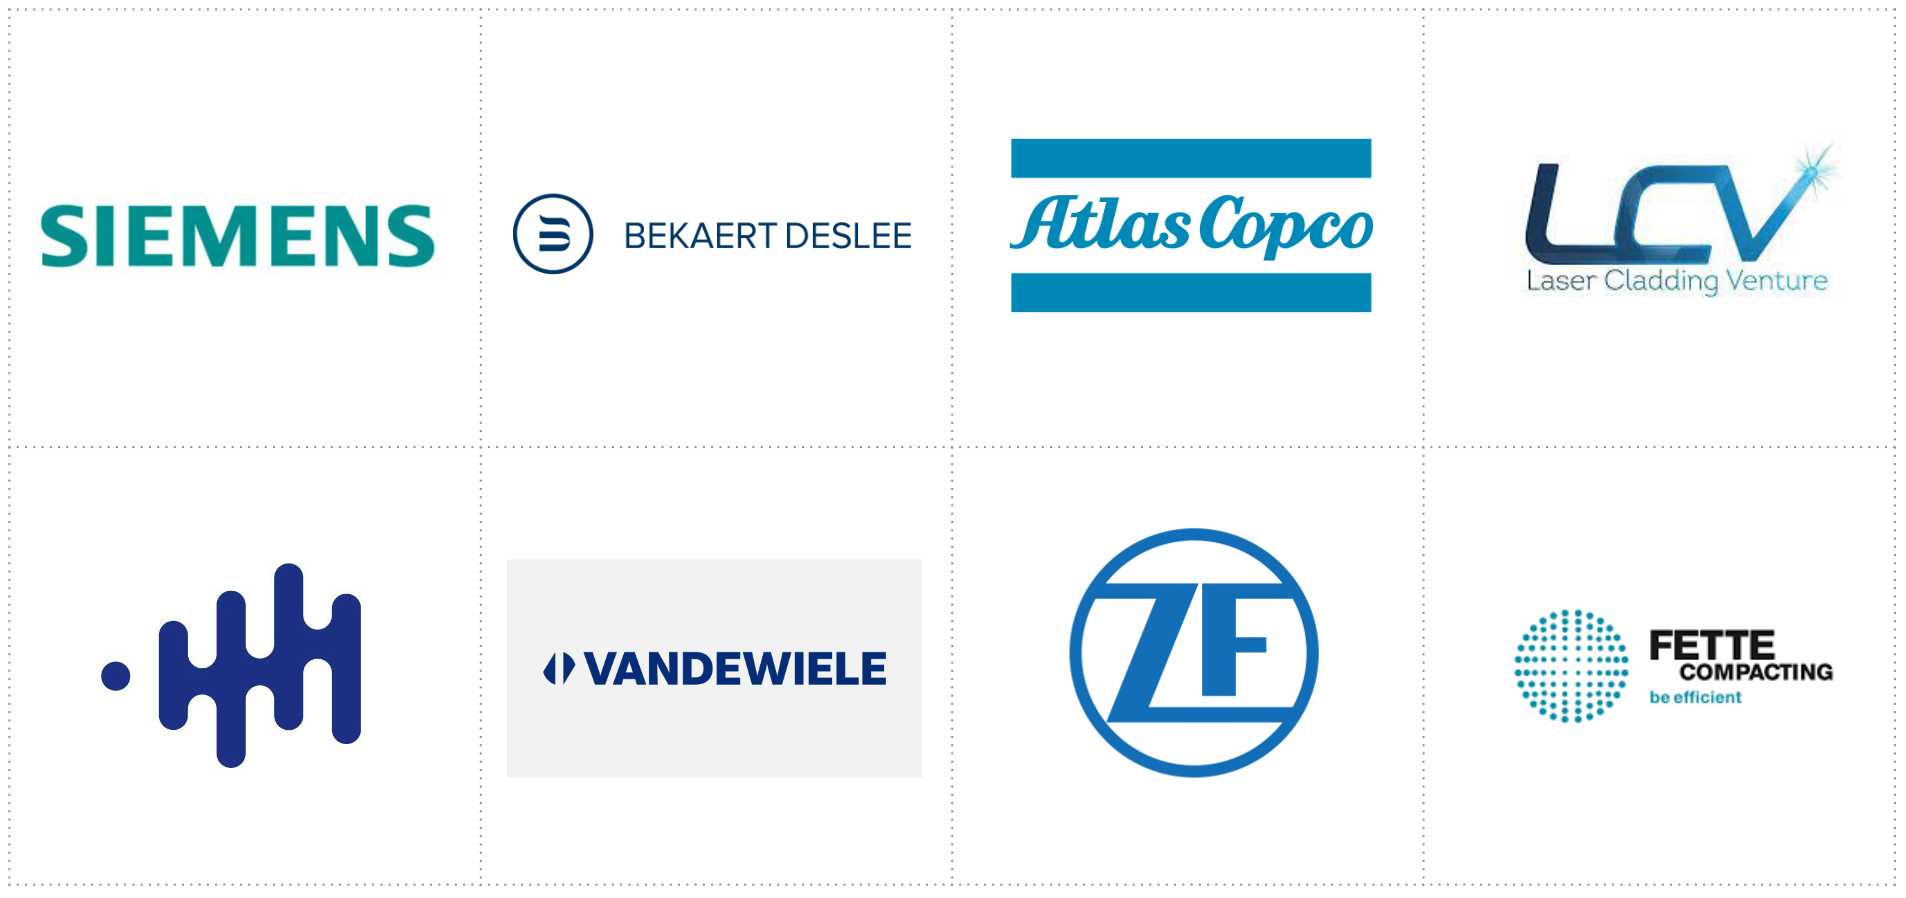 SIEMENS
BEKAERT DESLEE
Atlas Copco
LCV
Laser Cladding Venture
VANDEWIELE
ZF
FETTE
COMPACTING
be efficient